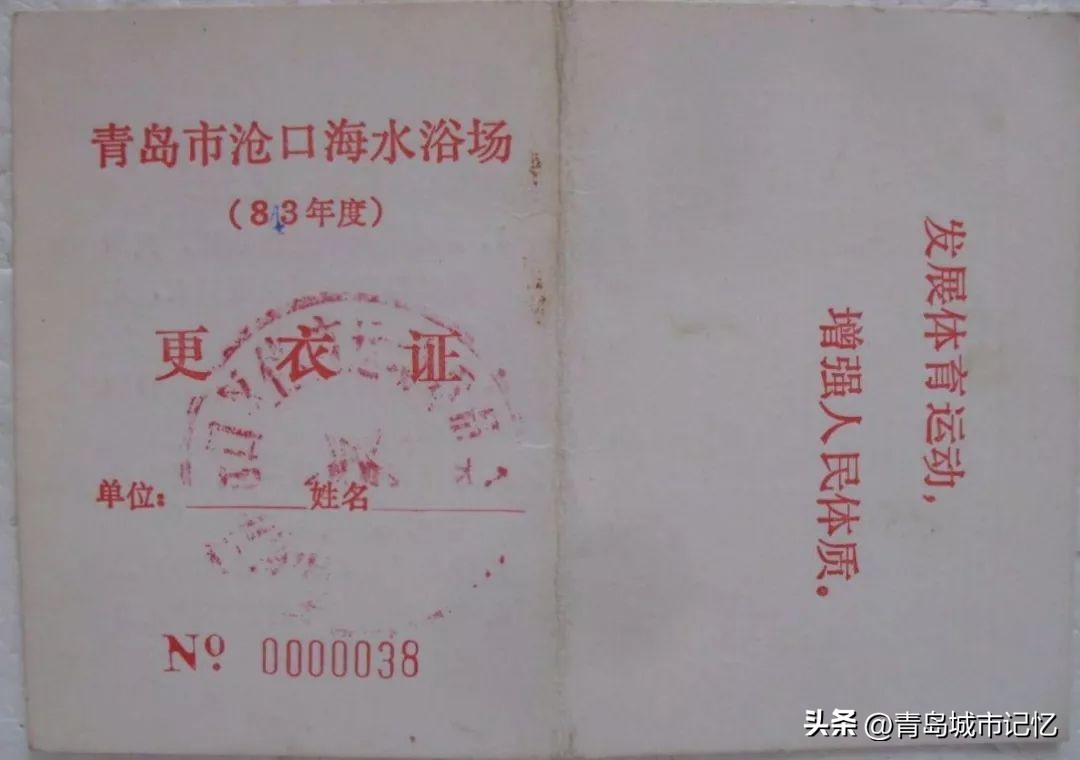 青岛市沧口海水浴场
(83年度)
更衣证
单位: 姓名
№ 0000038
发展体育运动,
增强人民体质。
头条 @青岛城市记忆